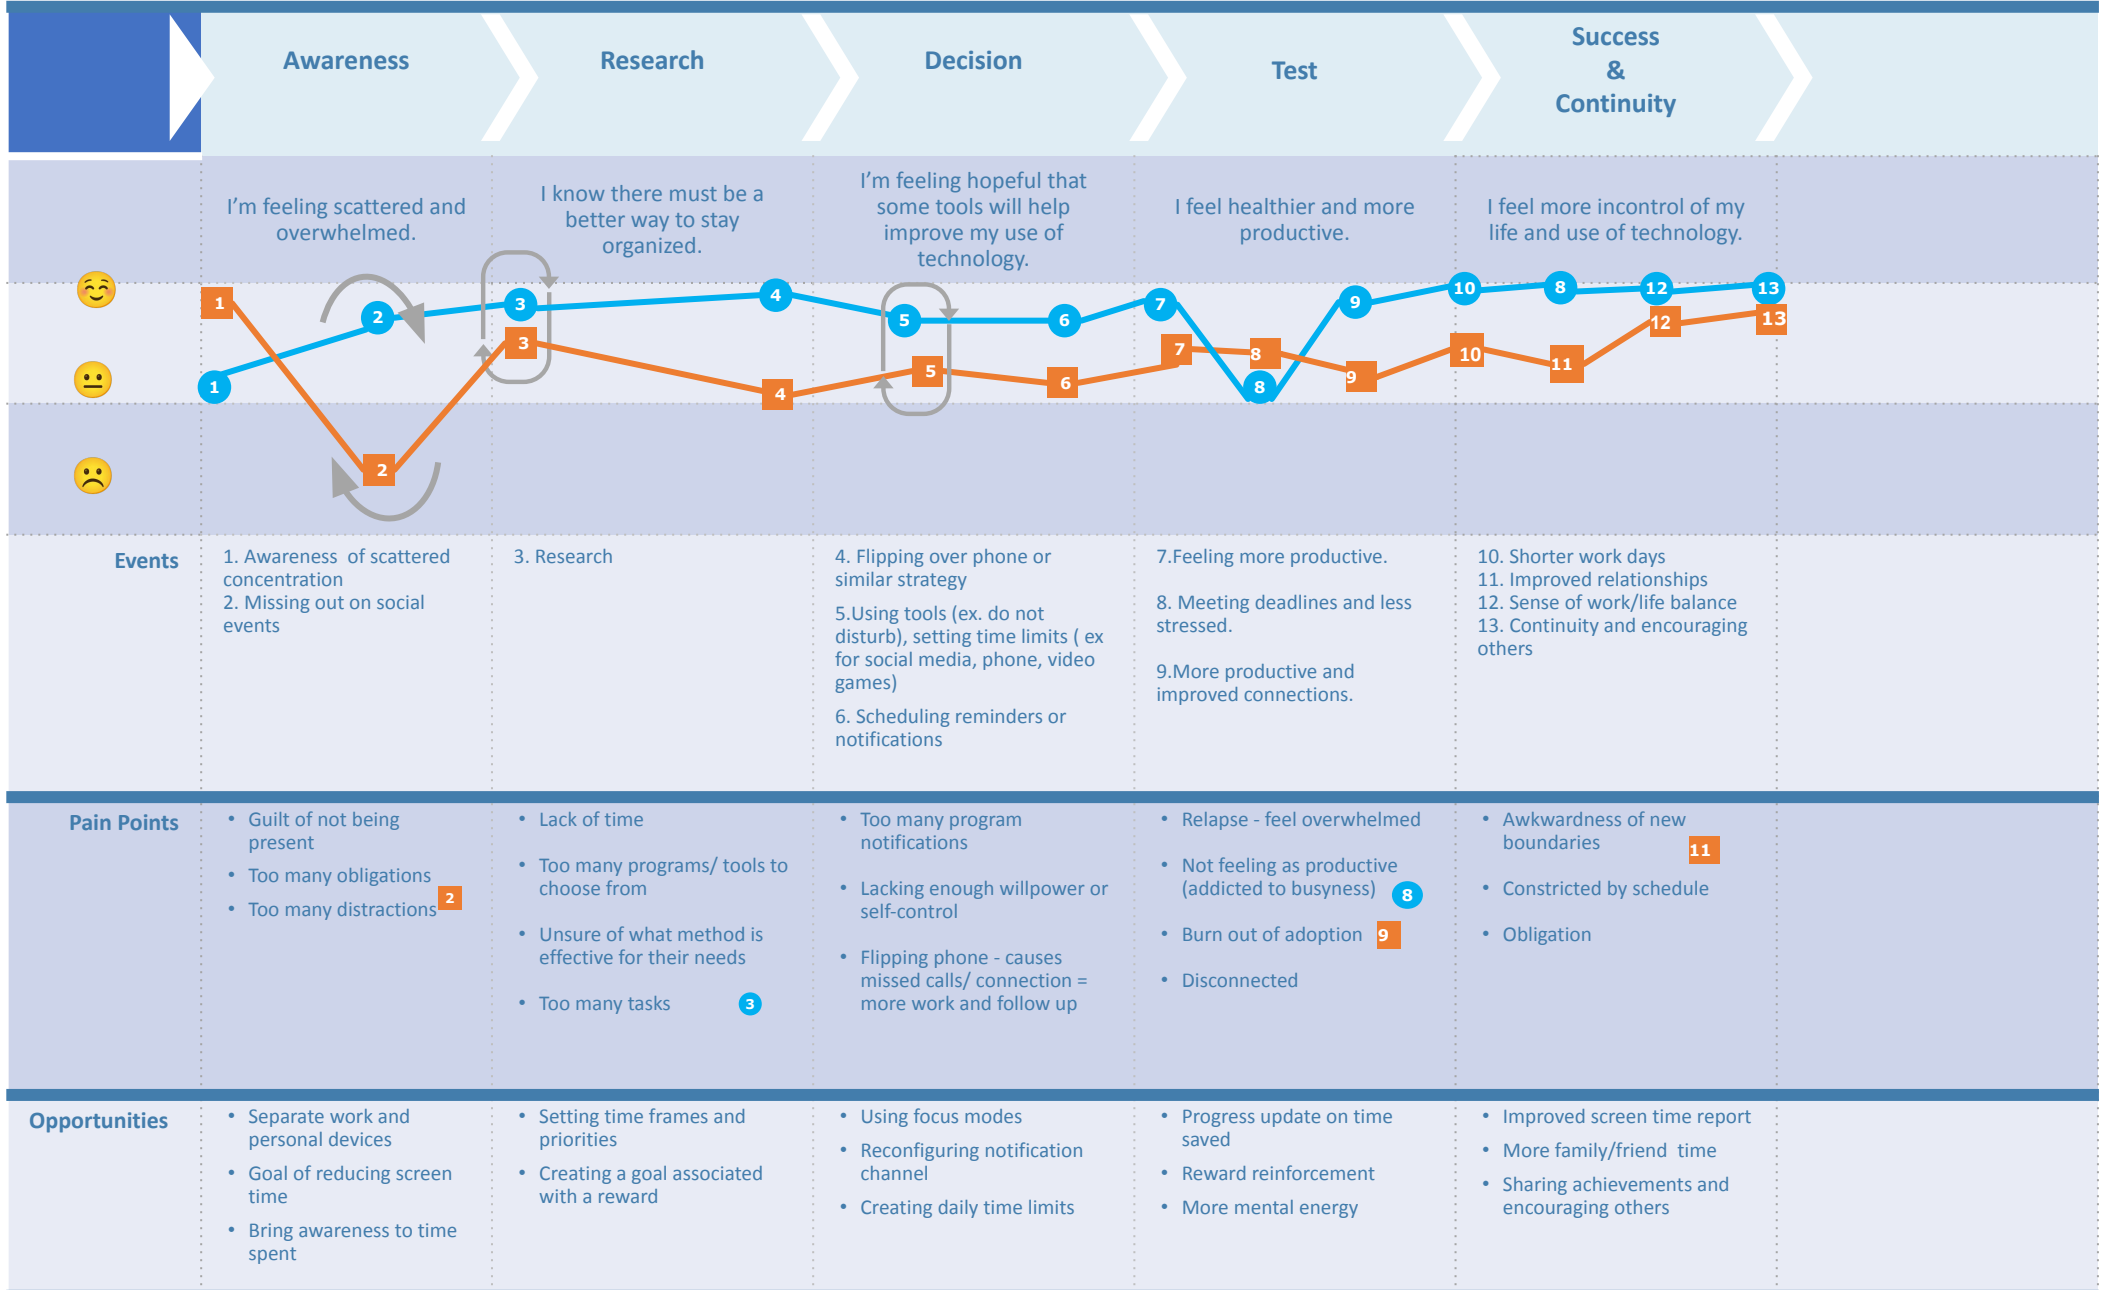 Awareness
Research
Decision
Test
Success
&
Continuity
I'm feeling scattered and
overwhelmed.
I know there must be a
better way to stay
organized.
I'm feeling hopeful that
some tools will help
improve my use of
technology.
I feel healthier and more
productive.
I feel more incontrol of my
life and use of technology.
1
2
3
4
5
6
7
8
9
10
8
12
13
1
2
3
4
5
6
7
8
9
10
11
12
13
Events
1. Awareness  of scattered
concentration
2. Missing out on social
events
3. Research
4. Flipping over phone or
similar strategy
5.Using tools (ex. do not
disturb), setting time limits ( ex
for social media, phone, video
games)
6. Scheduling reminders or
notifications
7.Feeling more productive.
8. Meeting deadlines and less
stressed.
9.More productive and
improved connections.
10. Shorter work days
11. Improved relationships
12. Sense of work/life balance
13. Continuity and encouraging
others
Pain Points
• Guilt of not being
present
• Too many obligations
• Too many distractions
2
• Lack of time
• Too many programs/ tools to
choose from
• Unsure of what method is
effective for their needs
• Too many tasks
3
• Too many program
notifications
• Lacking enough willpower or
self-control
• Flipping phone - causes
missed calls/ connection =
more work and follow up
• Relapse - feel overwhelmed
• Not feeling as productive
(addicted to busyness)
8
• Burn out of adoption
9
• Disconnected
• Awkwardness of new
boundaries
11
• Constricted by schedule
• Obligation
Opportunities
• Separate work and
personal devices
• Goal of reducing screen
time
• Bring awareness to time
spent
• Setting time frames and
priorities
• Creating a goal associated
with a reward
• Using focus modes
• Reconfiguring notification
channel
• Creating daily time limits
• Progress update on time
saved
• Reward reinforcement
• More mental energy
• Improved screen time report
• More family/friend  time
• Sharing achievements and
encouraging others